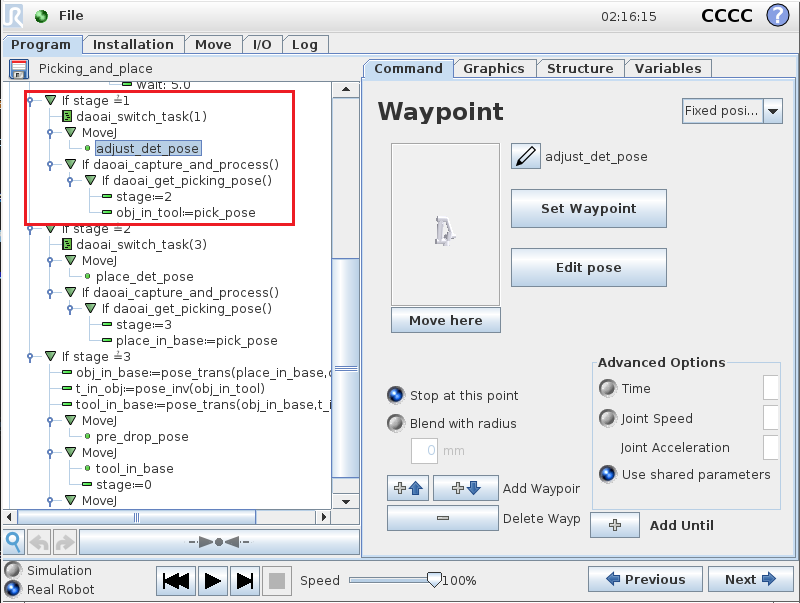 File
02:16:15
CCCC
?
Program
Installation
Move
I/O
Log
Picking_and_place
Wait: 5.0
If stage ≟1
daoai_switch_task(1)
MoveJ
adjust_det_pose
If daoai_capture_and_process()
If daoai_get_picking_pose()
stage:=2
obj_in_tool:=pick_pose
If stage ≟2
daoai_switch_task(3)
MoveJ
place_det_pose
If daoai_capture_and_process()
If daoai_get_picking_pose()
stage:=3
place_in_base:=pick_pose
If stage ≟3
obj_in_base:=pose_trans(place_in_base,
t_in_obj:=pose_inv(obj_in_tool)
tool_in_base:=pose_trans(obj_in_base,t_i
MoveJ
pre_drop_pose
MoveJ
tool_in_base
stage:=0
MoveJ
Simulation
Real Robot
Speed
100%
Command
Graphics
Structure
Variables
Waypoint
Fixed posi...
adjust_det_pose
Set Waypoint
Edit pose
Move here
Stop at this point
Blend with radius
0 mm
Add Waypoir
Delete Wayp
Advanced Options
Time
Joint Speed
Joint Acceleration
Use shared parameters
Add Until
Previous
Next